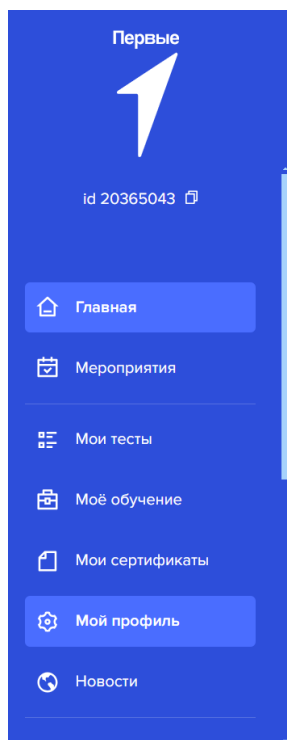 Первые
id 20365043
Главная
Мероприятия
Мои тесты
Моё обучение
Мои сертификаты
Мой профиль
Новости